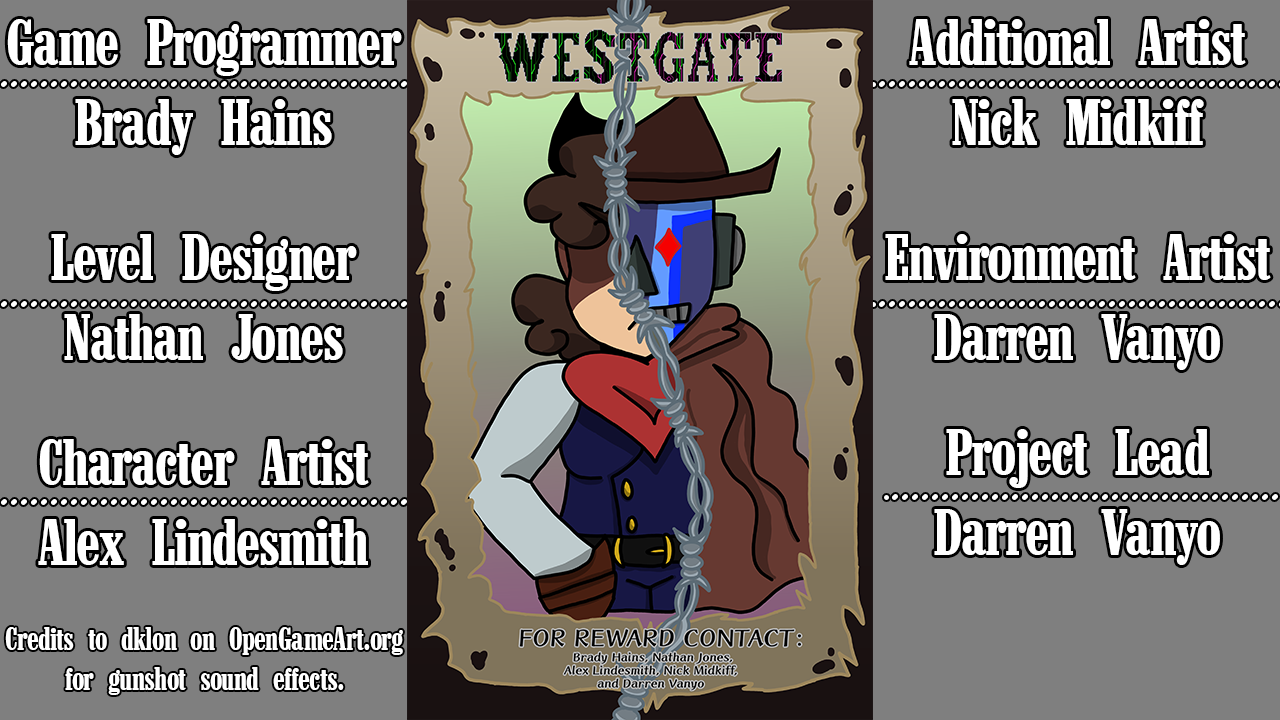 Game Programmer
Brady Hains
Level Designer
Nathan Jones
Character Artist
Alex Lindesmith
Credits to dklon on OpenGameArt.org
for gunshot sound effects.
WESTGATE
FOR REWARD CONTACT:
Brady Hains, Nathan Jones,
Alex Lindesmith, Nick Midkiff,
and Darren Vanyo
Additional Artist
Nick Midkiff
Environment Artist
Darren Vanyo
Project Lead
Darren Vanyo